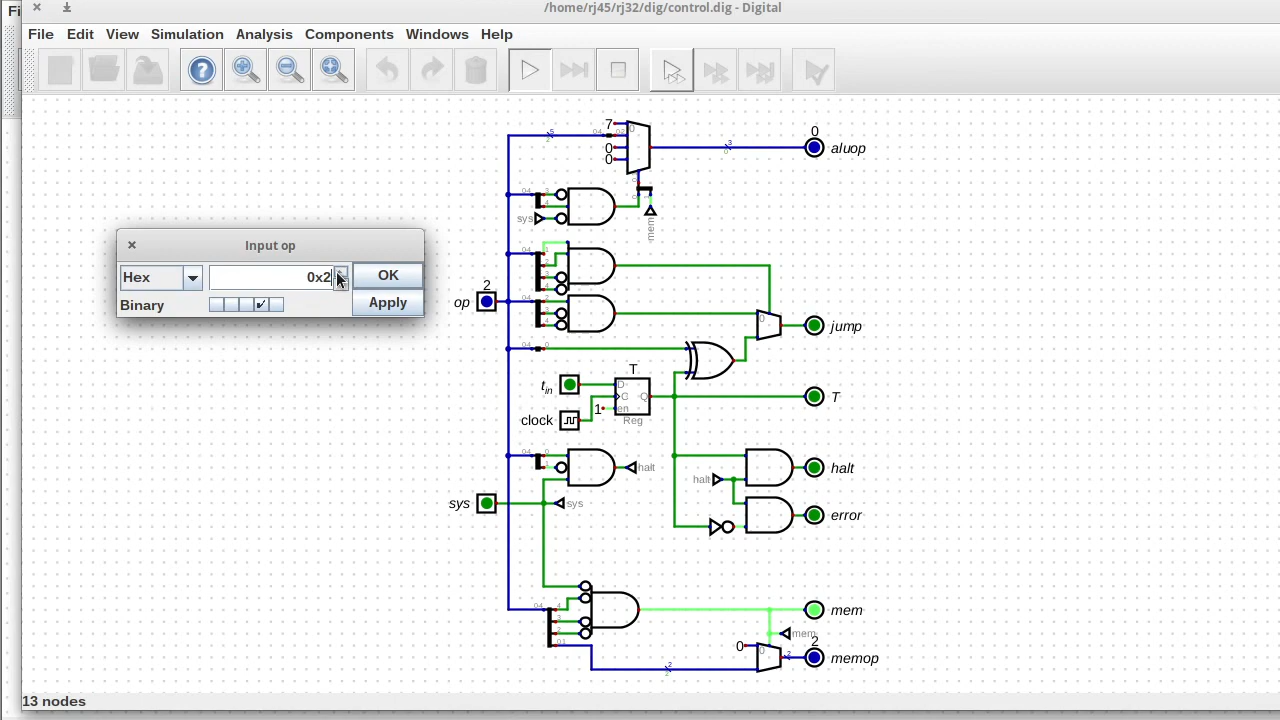 /home/rj45/rj32/dig/control.dig - Digital
Fi
File Edit View Simulation Analysis Components Windows Help
7
0
0
0
aluop
sys
mem
Input op
Hex
0x2
OK
Binary
Apply
2
op
jump
T
t in
D
C
Q
en
1
Reg
T
clock
halt
halt
halt
sys
sys
error
mem
mem
0
2
memop
13 nodes